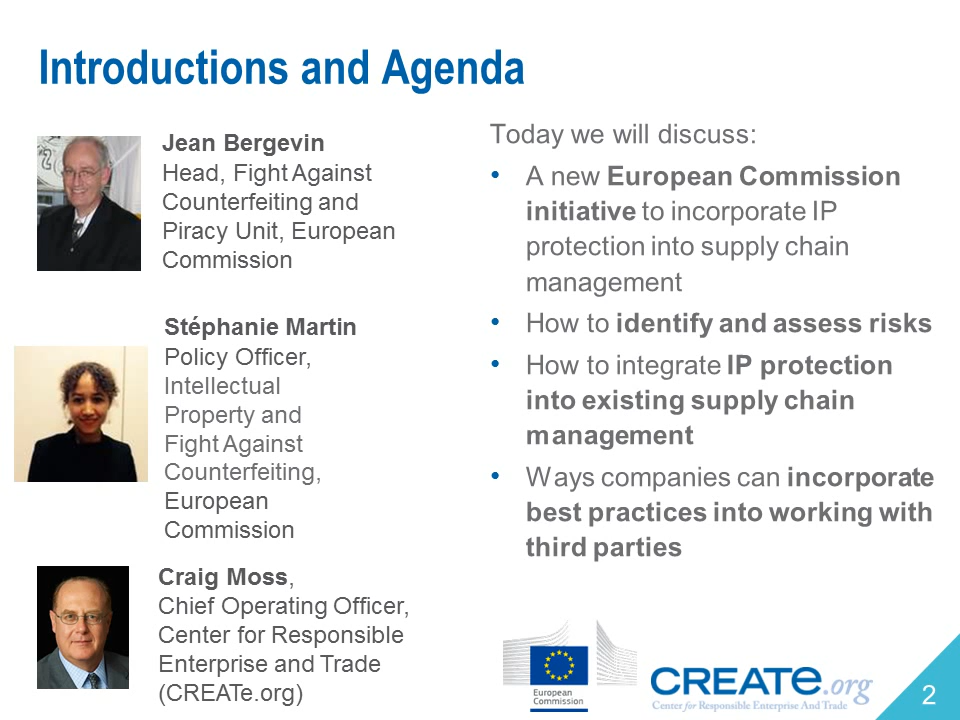 Introductions and Agenda
Jean Bergevin
Head, Fight Against
Counterfeiting and
Piracy Unit, European
Commission
Stéphanie Martin
Policy Officer,
Intellectual
Property and
Fight Against
Counterfeiting,
European
Commission
Craig Moss,
Chief Operating Officer,
Center for Responsible
Enterprise and Trade
(CREATe.org)
Today we will discuss:
• A new European Commission
initiative to incorporate IP
protection into supply chain
management
• How to identify and assess risks
• How to integrate IP protection
into existing supply chain
management
• Ways companies can incorporate
best practices into working with
third parties
European
Commission
CREATe.org
Center for Responsible Enterprise And Trade
2